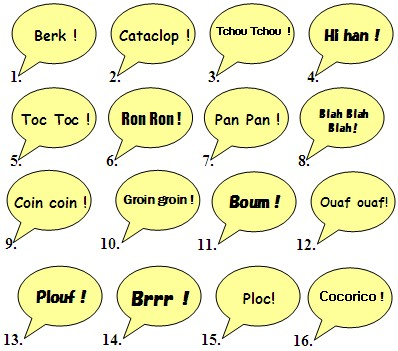 Berk !
Cataclop !
Tchou Tchou !
Hi han !
1.
2.
3.
4.
Toc Toc !
Ron Ron !
Pan Pan !
Blah Blah
Blah !
5.
6.
7.
8.
Coin coin !
Groin groin !
Boum !
Ouaf ouaf!
9.
10.
11.
12.
Plouf !
Brrr !
Ploc!
Cocorico !
13.
14.
15.
16.